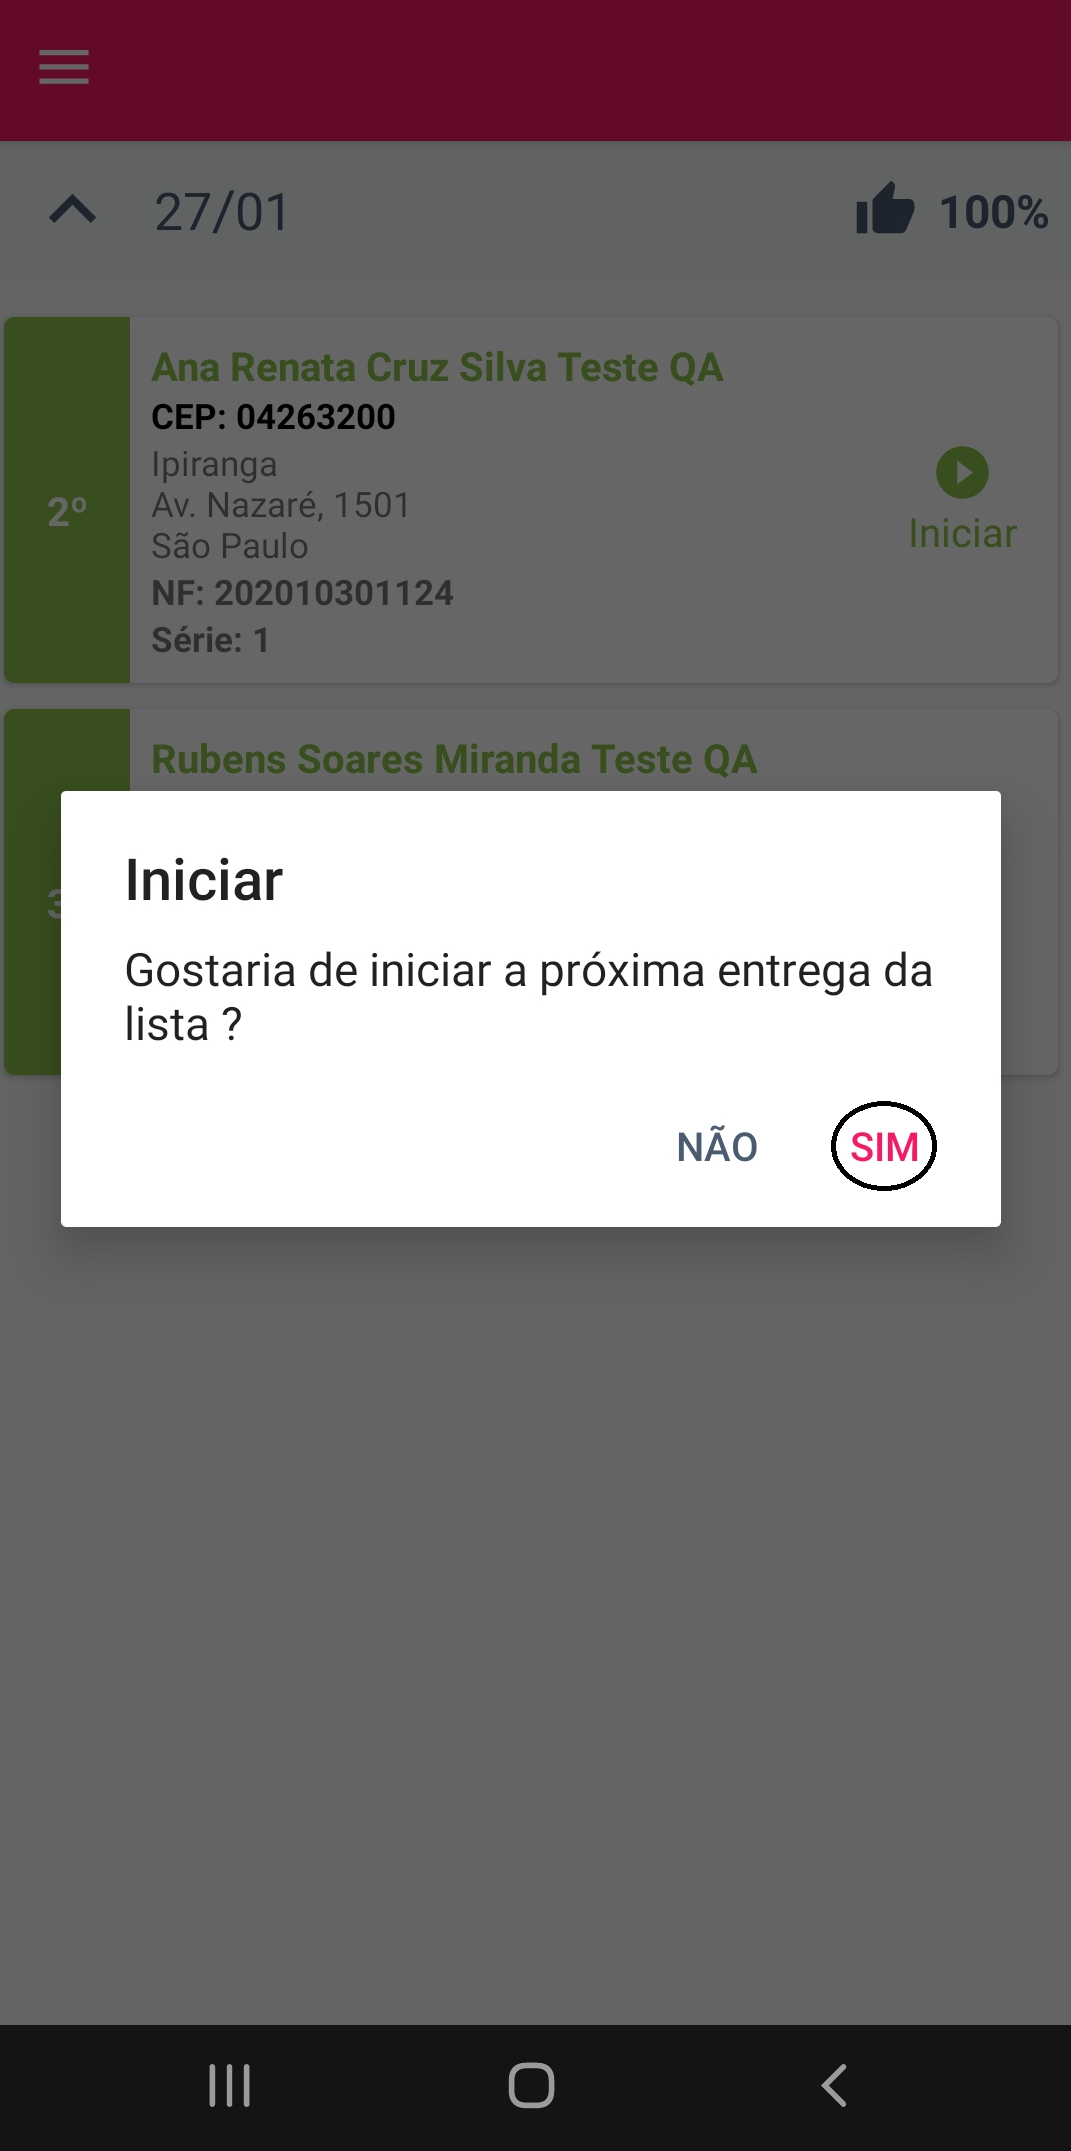 27/01
100%
Ana Renata Cruz Silva Teste QA
CEP: 04263200
Ipiranga
Av. Nazaré, 1501
São Paulo
NF: 202010301124
Série: 1
2º
Iniciar
Rubens Soares Miranda Teste QA
3
Iniciar
Gostaria de iniciar a próxima entrega da
lista ?
NÃO
SIM